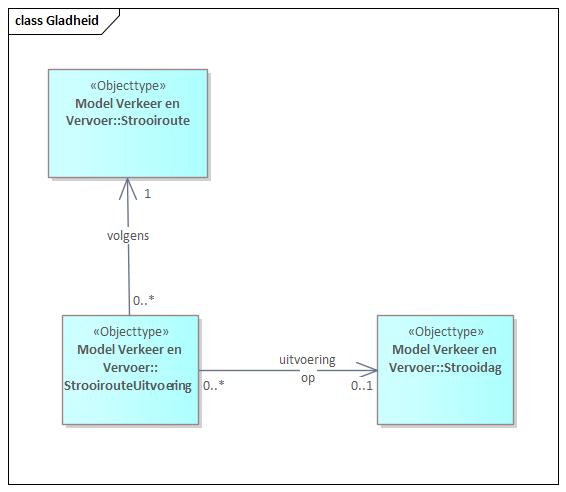 class Gladheid
«Objecttype»
Model Verkeer en
Vervoer::Strooiroute
1
volgens
0..*
«Objecttype»
Model Verkeer en
Vervoer::
StrooirouteUitvoering
0..*
uitvoering
op
0..1
«Objecttype»
Model Verkeer en
Vervoer::Strooidag